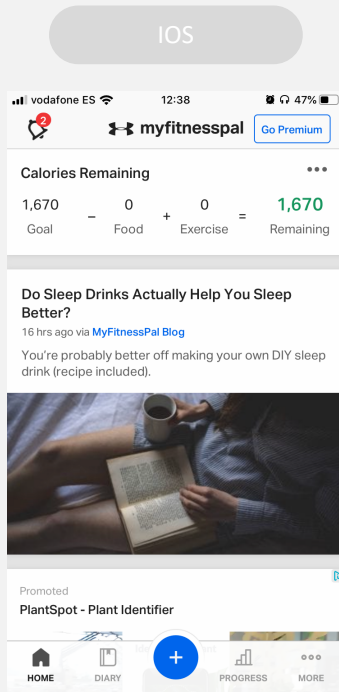 IOS
vodafone ES 12:38 47%
2
myfitnesspal Go Premium
Calories Remaining
1,670 – 0 + 0 = 1,670
Goal Food Exercise Remaining
Do Sleep Drinks Actually Help You Sleep
Better?
16 hrs ago via MyFitnessPal Blog
You're probably better off making your own DIY sleep
drink (recipe included).
Promoted
PlantSpot - Plant Identifier
HOME DIARY + PROGRESS MORE